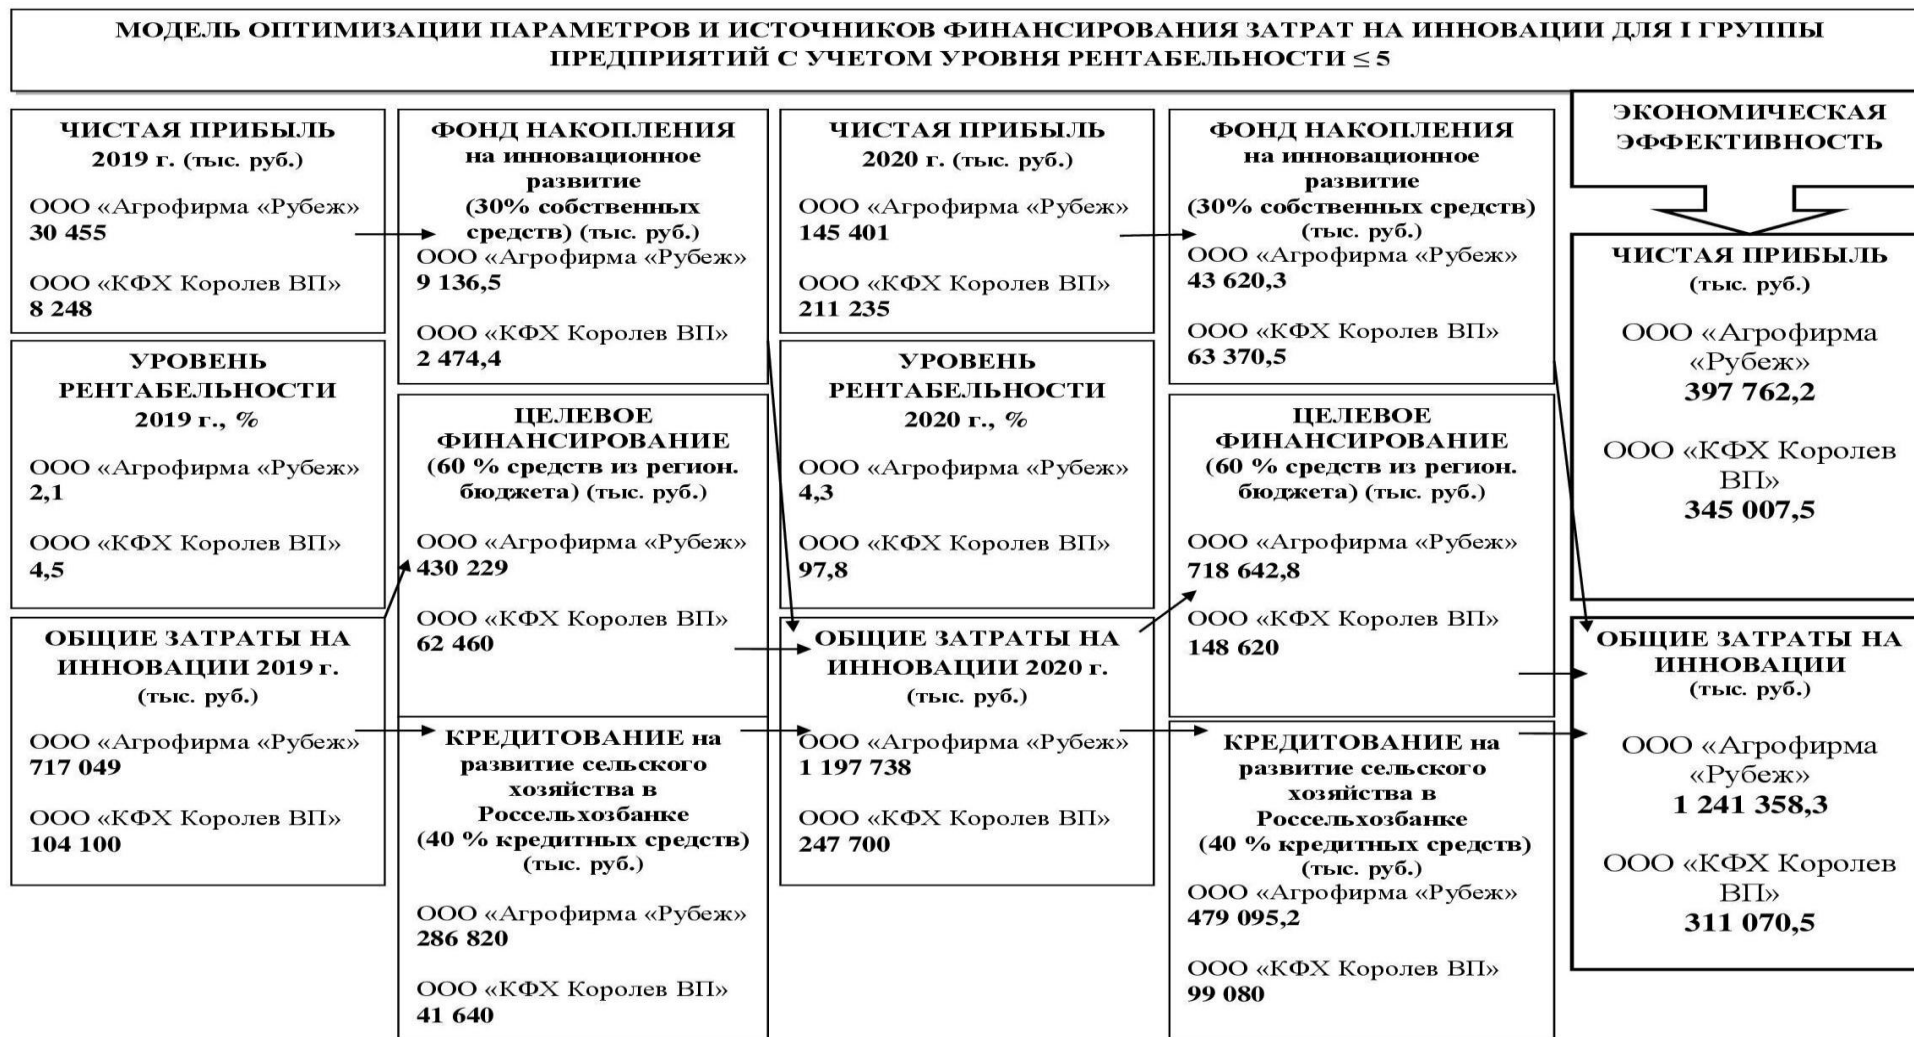 МОДЕЛЬ ОПТИМИЗАЦИИ ПАРАМЕТРОВ И ИСТОЧНИКОВ ФИНАНСИРОВАНИЯ ЗАТРАТ НА ИННОВАЦИИ ДЛЯ I ГРУППЫ
ПРЕДПРИЯТИЙ С УЧЕТОМ УРОВНЯ РЕНТАБЕЛЬНОСТИ ≤ 5
ЧИСТАЯ ПРИБЫЛЬ
2019 г. (тыс. руб.)
ООО «Агрофирма «Рубеж»
30 455
ООО «КФХ Королев ВП»
8 248
УРОВЕНЬ
РЕНТАБЕЛЬНОСТИ
2019 г., %
ООО «Агрофирма «Рубеж»
2,1
ООО «КФХ Королев ВП»
4,5
ОБЩИЕ ЗАТРАТЫ НА
ИННОВАЦИИ 2019 г.
(тыс. руб.)
ООО «Агрофирма «Рубеж»
717 049
ООО «КФХ Королев ВП»
104 100
ФОНД НАКОПЛЕНИЯ
на инновационное
развитие
(30% собственных
средств) (тыс. руб.)
ООО «Агрофирма «Рубеж»
9 136,5
ООО «КФХ Королев ВП»
2 474,4
ЦЕЛЕВОЕ
ФИНАНСИРОВАНИЕ
(60 % средств из регион.
бюджета) (тыс. руб.)
ООО «Агрофирма «Рубеж»
430 229
ООО «КФХ Королев ВП»
62 460
КРЕДИТОВАНИЕ на
развитие сельского
хозяйства в
Россельхозбанке
(40 % кредитных средств)
(тыс. руб.)
ООО «Агрофирма «Рубеж»
286 820
ООО «КФХ Королев ВП»
41 640
ЧИСТАЯ ПРИБЫЛЬ
2020 г. (тыс. руб.)
ООО «Агрофирма «Рубеж»
145 401
ООО «КФХ Королев ВП»
211 235
УРОВЕНЬ
РЕНТАБЕЛЬНОСТИ
2020 г., %
ООО «Агрофирма «Рубеж»
4,3
ООО «КФХ Королев ВП»
97,8
ОБЩИЕ ЗАТРАТЫ НА
ИННОВАЦИИ 2020 г.
(тыс. руб.)
ООО «Агрофирма «Рубеж»
1 197 738
ООО «КФХ Королев ВП»
247 700
ФОНД НАКОПЛЕНИЯ
на инновационное
развитие
(30% собственных средств)
(тыс. руб.)
ООО «Агрофирма «Рубеж»
43 620,3
ООО «КФХ Королев ВП»
63 370,5
ЦЕЛЕВОЕ
ФИНАНСИРОВАНИЕ
(60 % средств из регион.
бюджета) (тыс. руб.)
ООО «Агрофирма «Рубеж»
718 642,8
ООО «КФХ Королев ВП»
148 620
КРЕДИТОВАНИЕ на
развитие сельского
хозяйства в
Россельхозбанке
(40 % кредитных средств)
(тыс. руб.)
ООО «Агрофирма «Рубеж»
479 095,2
ООО «КФХ Королев ВП»
99 080
ЭКОНОМИЧЕСКАЯ
ЭФФЕКТИВНОСТЬ
ЧИСТАЯ ПРИБЫЛЬ
(тыс. руб.)
ООО «Агрофирма
«Рубеж»
397 762,2
ООО «КФХ Королев
ВП»
345 007,5
ОБЩИЕ ЗАТРАТЫ НА
ИННОВАЦИИ
(тыс. руб.)
ООО «Агрофирма
«Рубеж»
1 241 358,3
ООО «КФХ Королев
ВП»
311 070,5